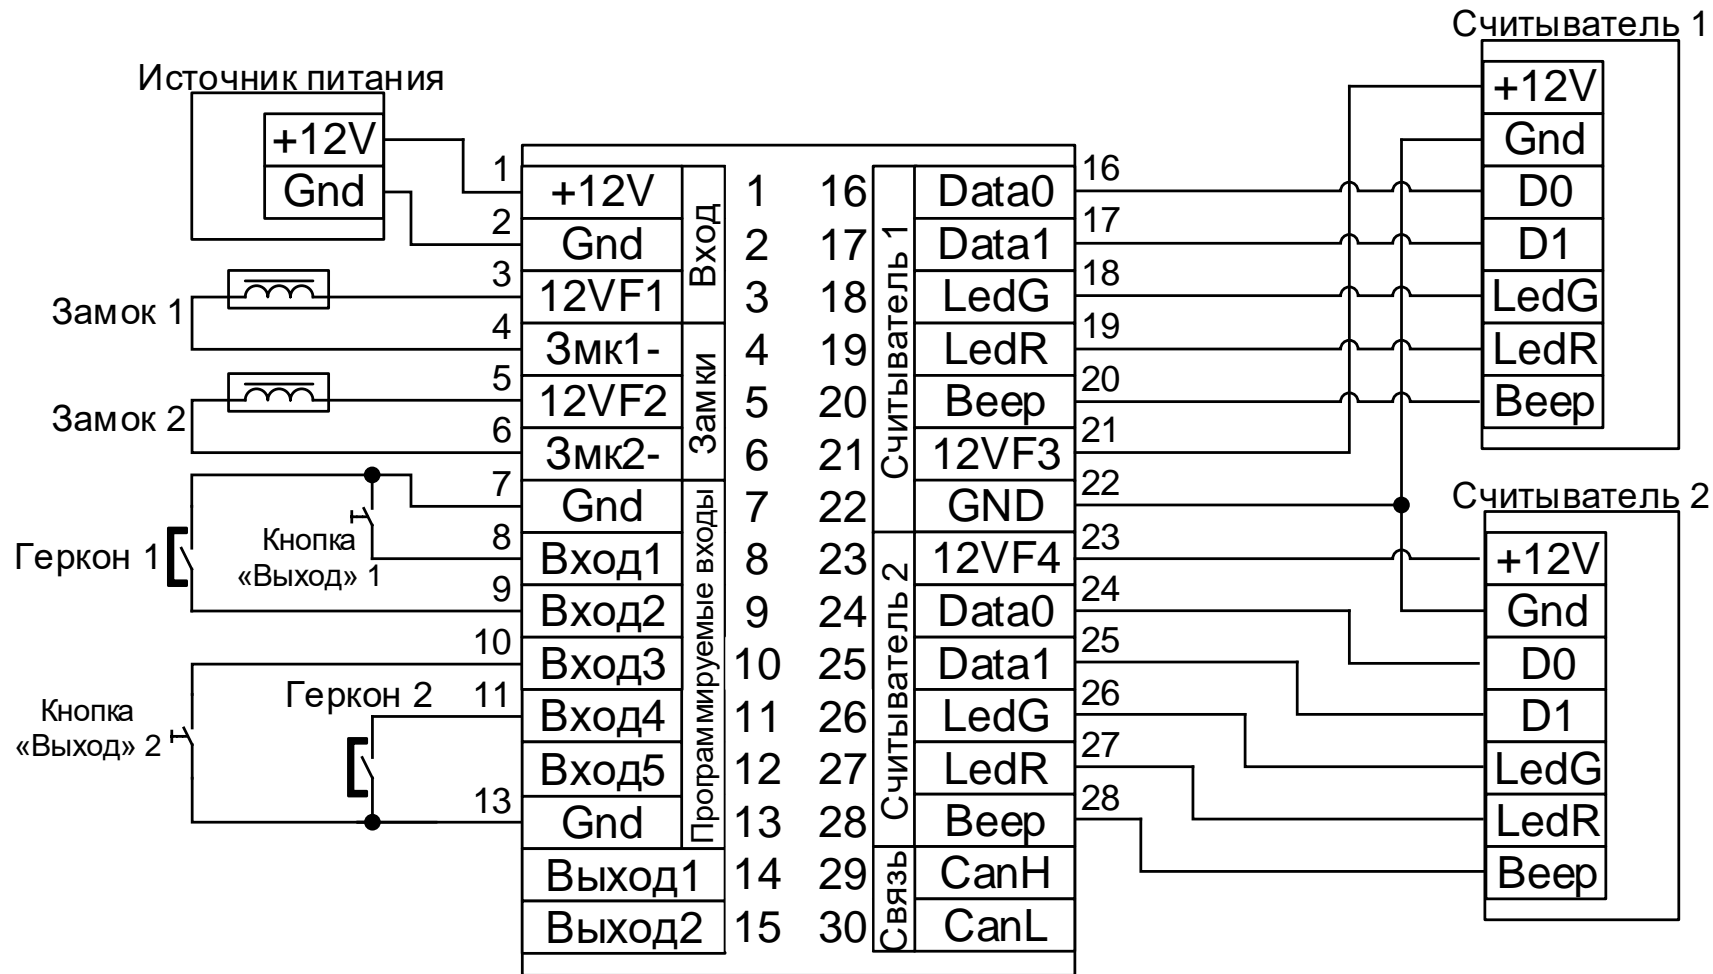 Считыватель 1
+12V
Gnd
D0
D1
LedG
LedR
Beep
Источник питания
+12V
Gnd
1
2
3
4
5
6
7
8
9
10
11
13
Замок 1
Замок 2
Геркон 1
Кнопка
«Выход» 1
Кнопка
«Выход» 2
Геркон 2
+12V 1
Gnd 2
12VF1 3
Змк1- 4
12VF2 5
Змк2- 6
Gnd 7
Вход1 8
Вход2 9
Вход3 10
Вход4 11
Вход5 12
Gnd 13
Выход1 14
Выход2 15
Вход
Замки
Программируемые входы
16 Data0 16
17 Data1 17
18 LedG 18
19 LedR 19
20 Beep 20
21 12VF3 21
22 GND 22
23 12VF4 23
24 Data0 24
25 Data1 25
26 LedG 26
27 LedR 27
28 Beep 28
29 CanH
30 CanL
Считыватель 1
Считыватель 2
Связь
Считыватель 2
+12V
Gnd
D0
D1
LedG
LedR
Beep